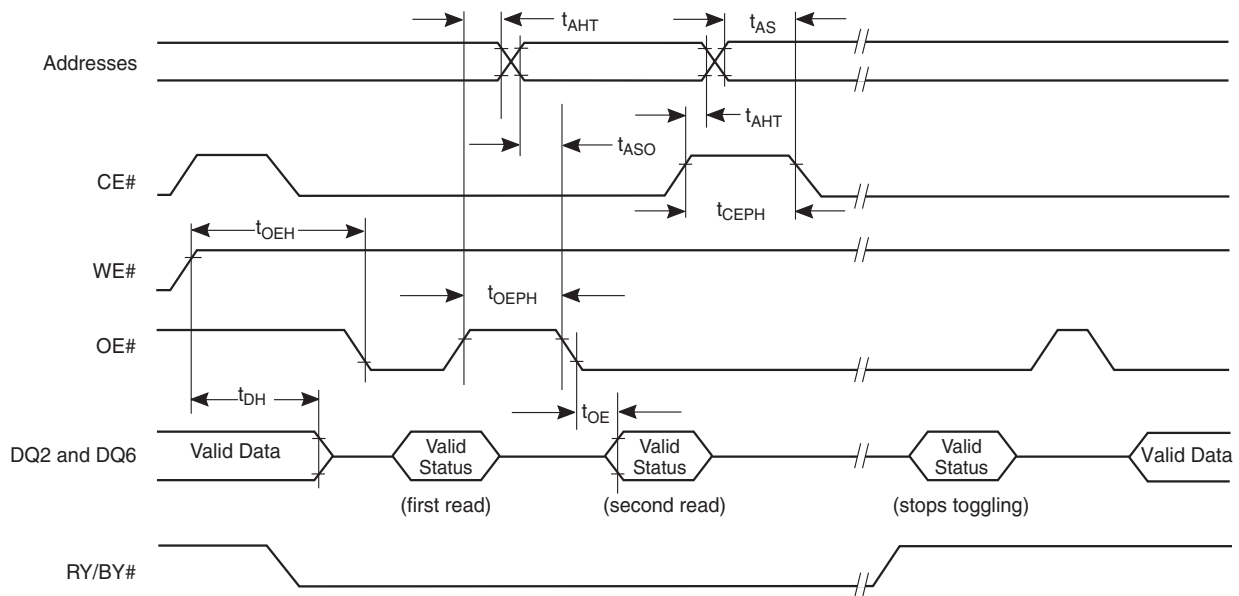 tAHT tAS
Addresses
tAHT
tASO
CE#
tCEPH
tOEH
WE#
tOEPH
OE#
tDH
tOE
DQ2 and DQ6 Valid Data Valid Status Valid Status Valid Status Valid Data
(first read) (second read) (stops toggling)
RY/BY#